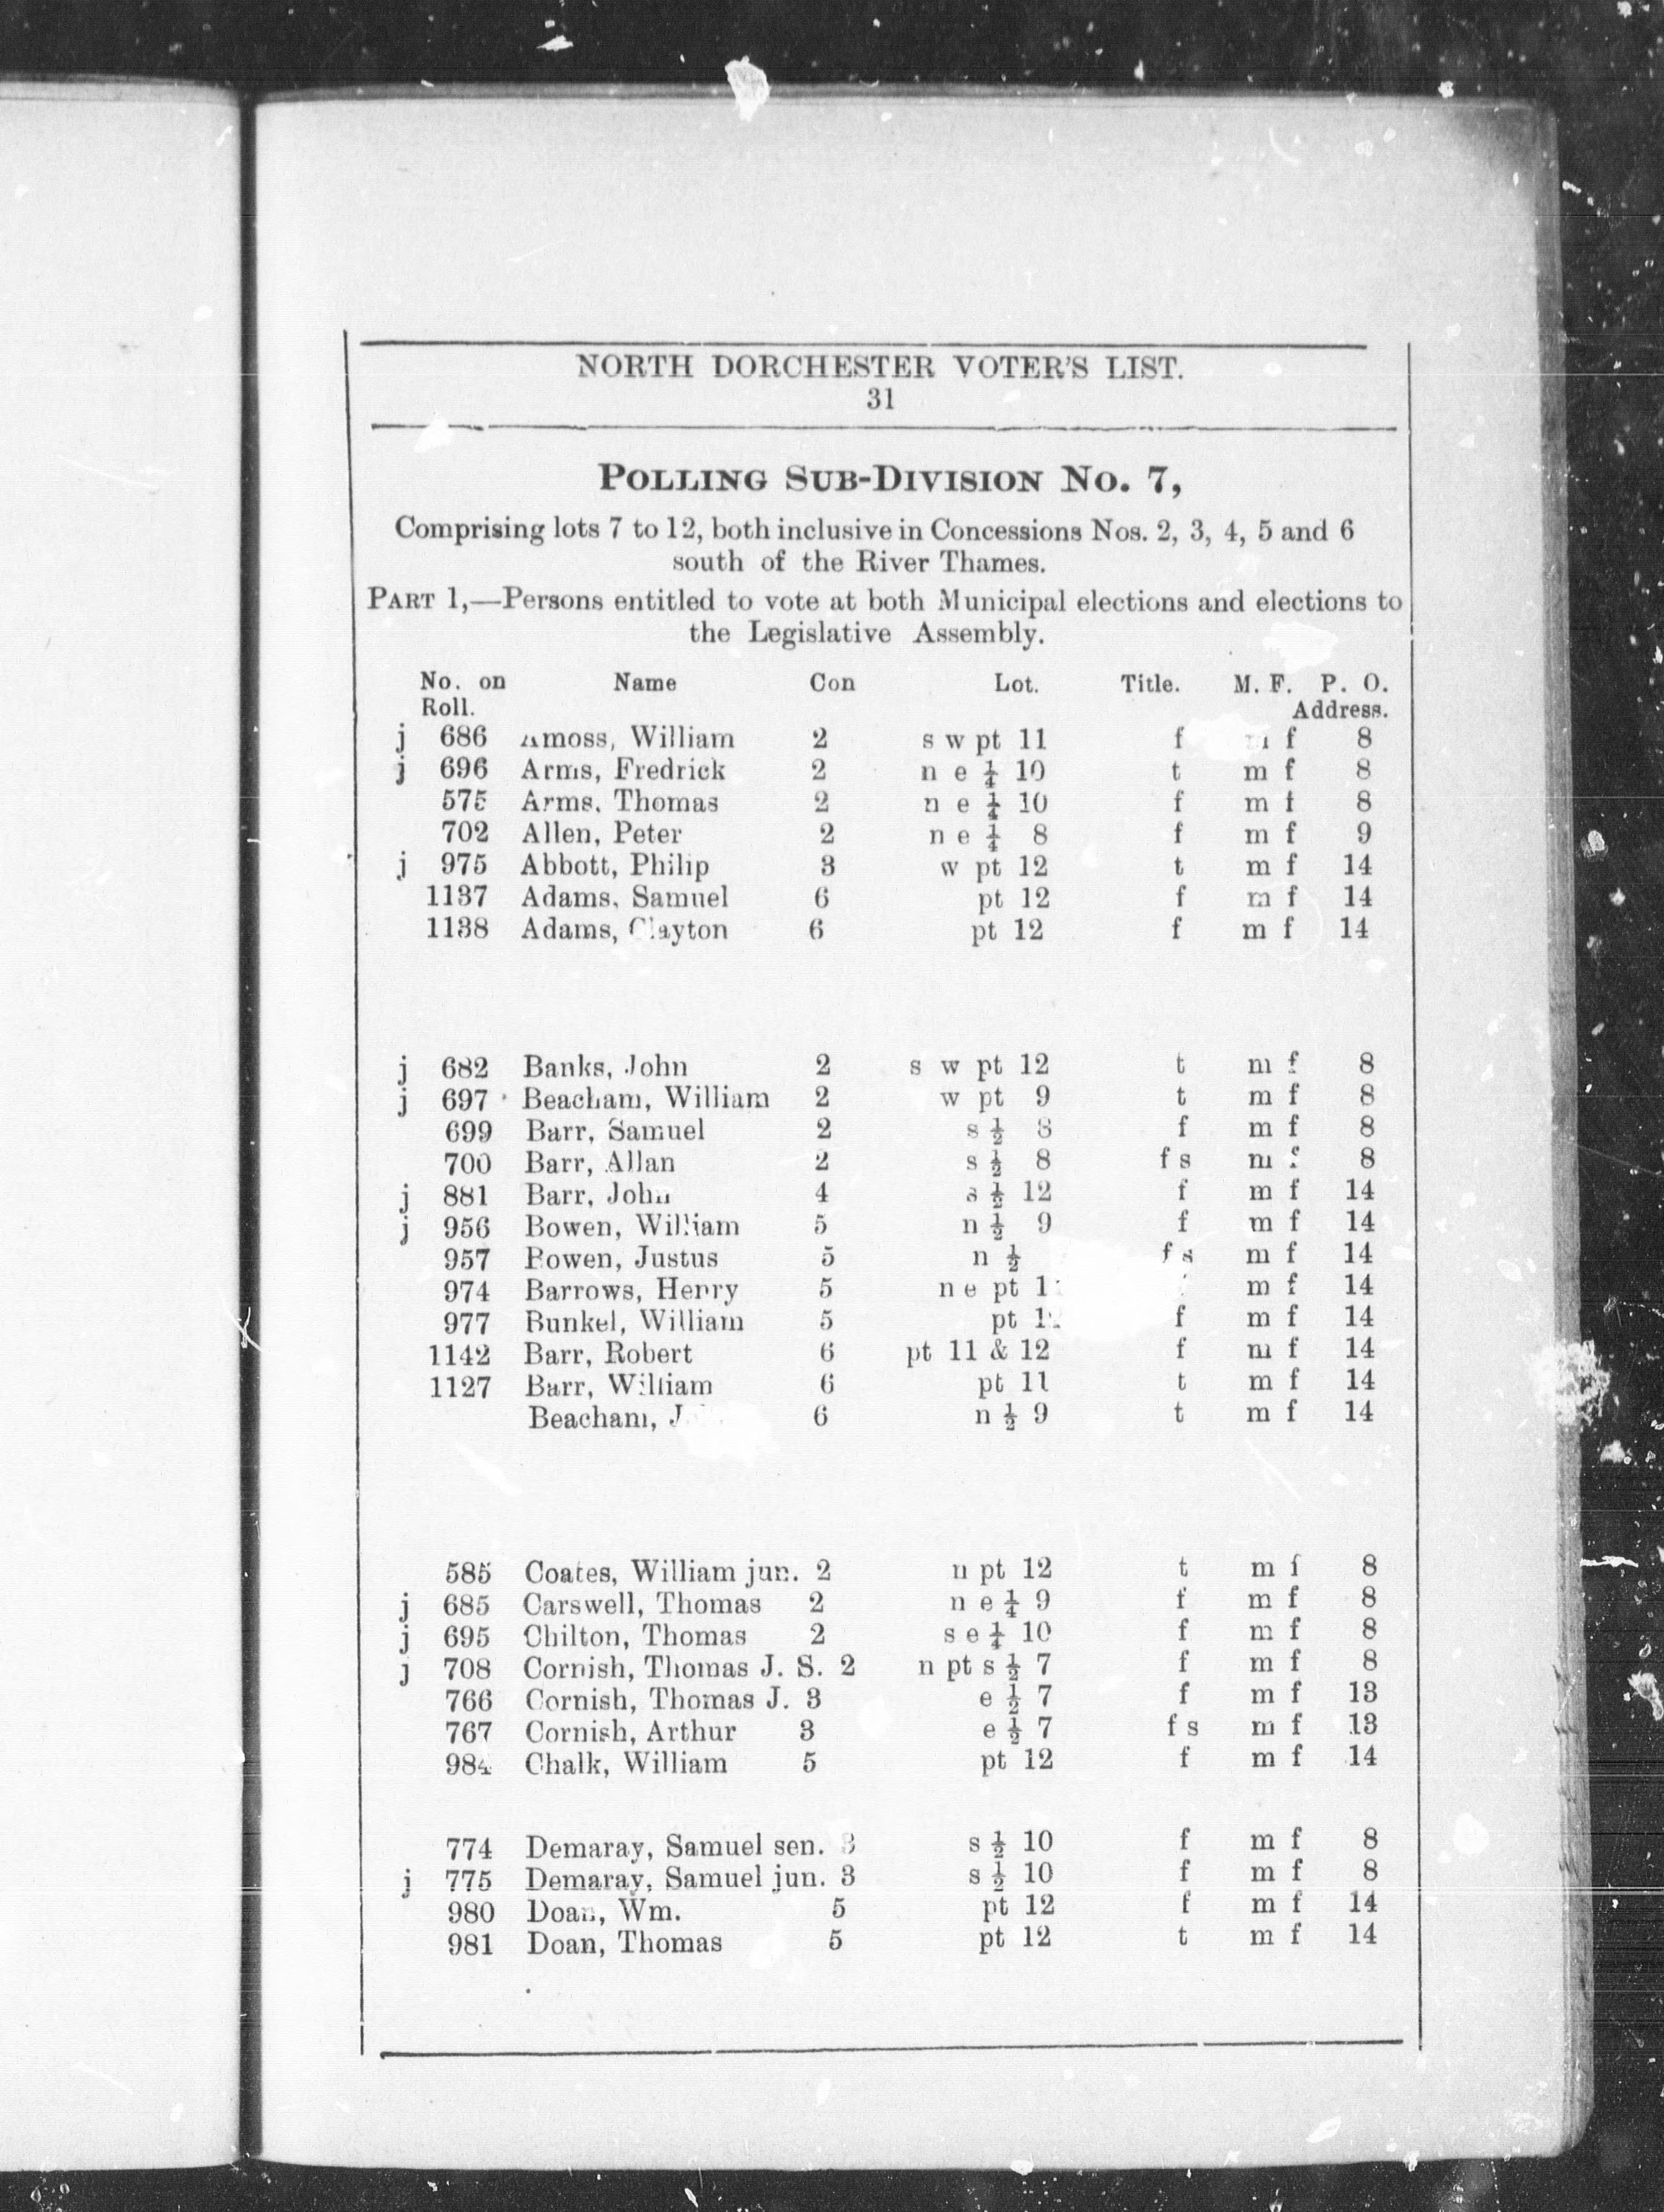 NORTH DORCHESTER VOTER'S LIST.
31
POLLING SUB-DIVISION NO. 7,
Comprising lots 7 to 12, both inclusive in Concessions Nos. 2, 3, 4, 5 and 6
south of the River Thames.
PART 1,—Persons entitled to vote at both Municipal elections and elections to
the Legislative Assembly.
No. on Name Con Lot. Title. M. F. P. O.
Roll. Address.
j 686 Amoss, William 2 s w pt 11 f m f 8
j 696 Arms, Fredrick 2 n e ¼ 10 t m f 8
575 Arms, Thomas 2 n e ¼ 10 f m f 8
702 Allen, Peter 2 n e ¼ 8 f m f 9
j 975 Abbott, Philip 3 w pt 12 t m f 14
1137 Adams, Samuel 6 pt 12 f m f 14
1138 Adams, Clayton 6 pt 12 f m f 14
j 682 Banks, John 2 s w pt 12 t m f 8
j 697 Beacham, William 2 w pt 9 t m f 8
699 Barr, Samuel 2 s ½ 8 f m f 8
700 Barr, Allan 2 s ½ 8 f s m f 8
j 881 Barr, John 4 s ½ 12 f m f 14
j 956 Bowen, William 5 n ½ 9 f m f 14
957 Bowen, Justus 5 n ½ f s m f 14
974 Barrows, Henry 5 n e pt m f 14
977 Bunkel, William 5 pt f m f 14
1142 Barr, Robert 6 pt 11 & 12 f m f 14
1127 Barr, William 6 pt 11 t m f 14
Beacham, 6 n ½ 9 t m f 14
585 Coates, William jun. 2 n pt 12 t m f 8
j 685 Carswell, Thomas 2 n e ¼ 9 f m f 8
j 695 Chilton, Thomas 2 s e ¼ 10 f m f 8
j 708 Cornish, Thomas J. S. 2 n pt s ½ 7 f m f 8
766 Cornish, Thomas J. 3 e ½ 7 f m f 13
767 Cornish, Arthur 3 e ½ 7 f s m f 13
984 Chalk, William 5 pt 12 f m f 14
774 Demaray, Samuel sen. 3 s ½ 10 f m f 8
j 775 Demaray, Samuel jun. 3 s ½ 10 f m f 8
980 Doan, Wm. 5 pt 12 f m f 14
981 Doan, Thomas 5 pt 12 t m f 14